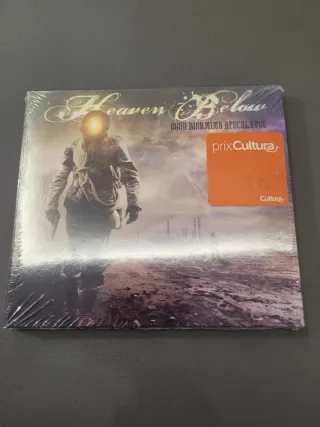 Heaven Below
GOOD MORNING APOCALYPSE
prixCultura
Cultura